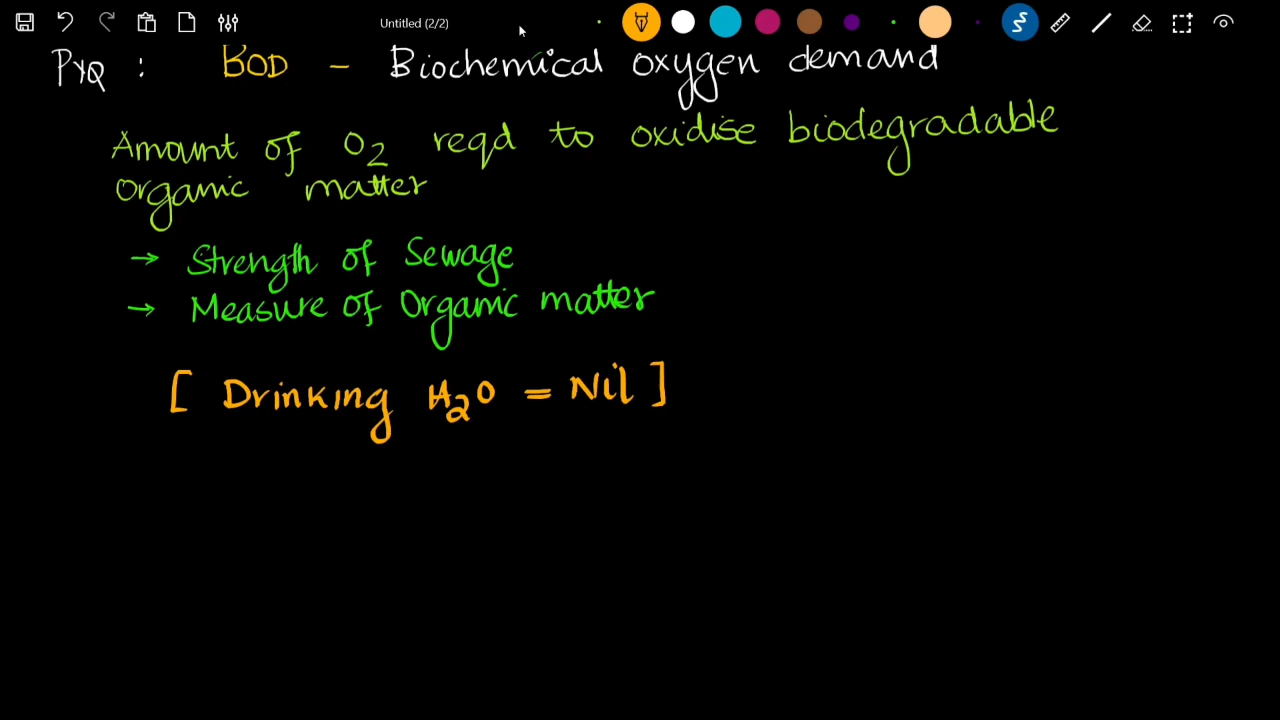 Untitled (2/2)
PYQ : BOD - Biochemical oxygen demand
Amount of O2 reqd to oxidise biodegradable
organic matter
→ Strength of Sewage
→ Measure of Organic matter
[ Drinking H2O = Nil ]